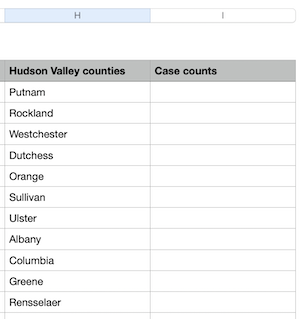 H I
Hudson Valley counties Case counts
Putnam
Rockland
Westchester
Dutchess
Orange
Sullivan
Ulster
Albany
Columbia
Greene
Rensselaer